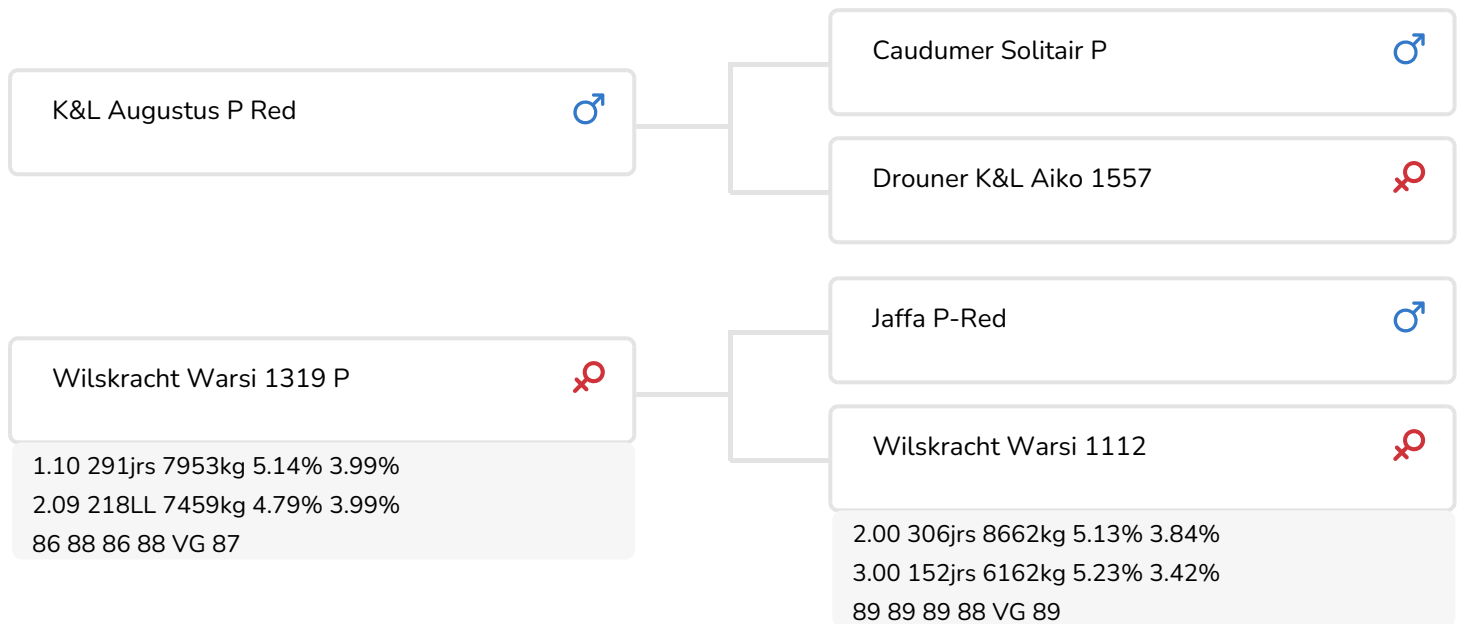 K&L Augustus P Red
Caudumer Solitair P
Drouner K&L Aiko 1557
Wilskracht Warsi 1319 P
1.10 291jrs 7953kg 5.14% 3.99%
2.09 218LL 7459kg 4.79% 3.99%
86 88 86 88 VG 87
Jaffa P-Red
Wilskracht Warsi 1112
2.00 306jrs 8662kg 5.13% 3.84%
3.00 152jrs 6162kg 5.23% 3.42%
89 89 89 88 VG 89